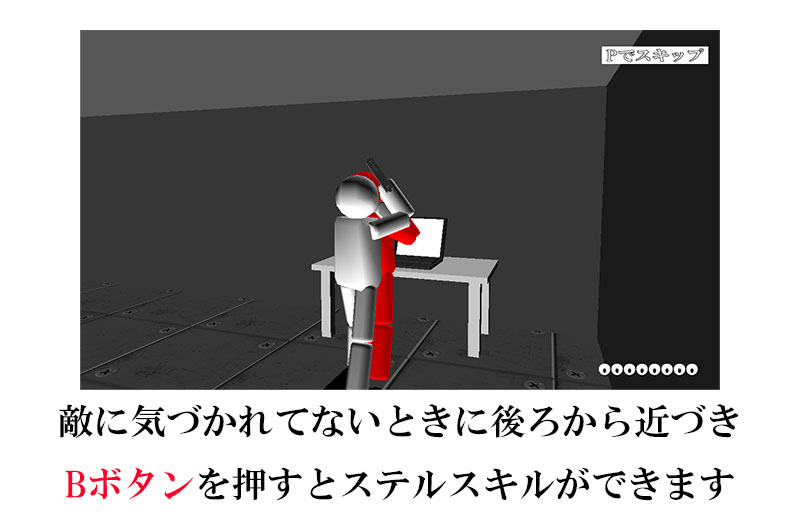 Pでスキップ
敵に気づかれてないときに後ろから近づき
Bボタンを押すとステルスキルができます